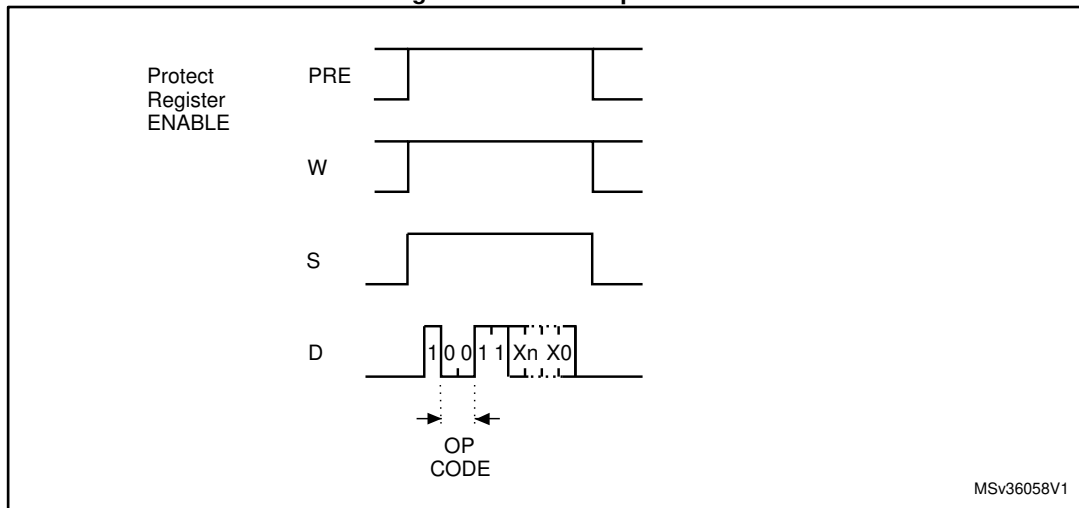 Protect
Register
ENABLE
PRE
W
S
D
1 0 0 1 1 Xn X0
OP
CODE
MSv36058V1